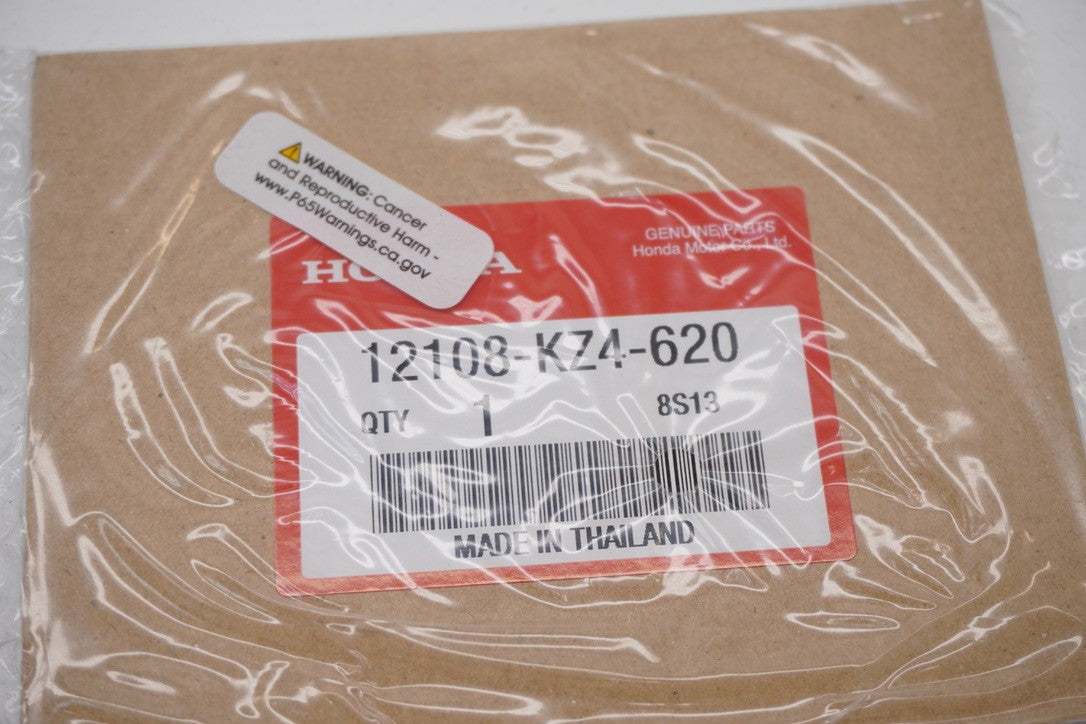 WARNING: Cancer
and Reproductive Harm -
www.P65Warnings.ca.gov
GENUINE PARTS
Honda Motor Co., Ltd.
12108-KZ4-620
QTY 1 8S13
MADE IN THAILAND